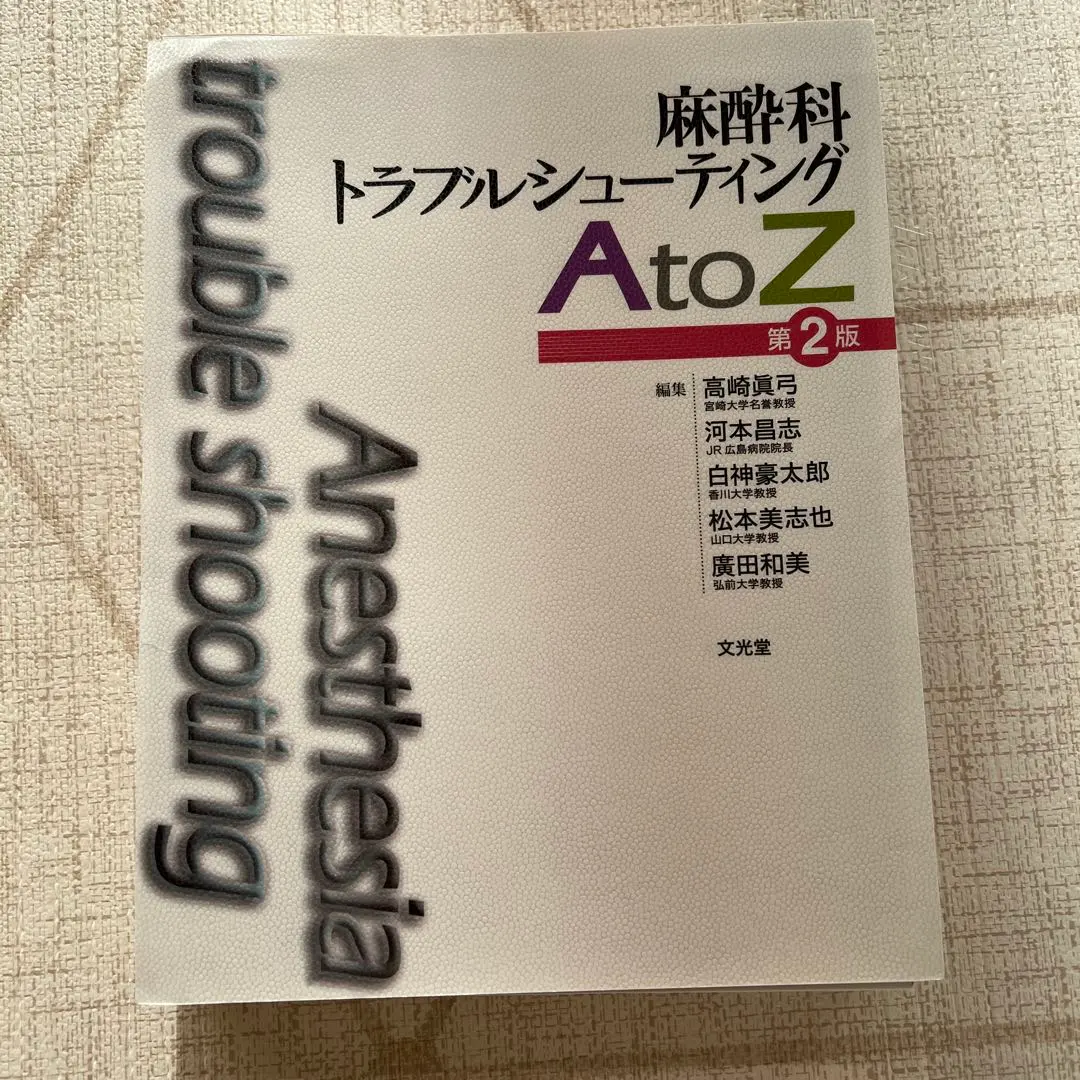 麻酔科
トラブルシューティング
AtoZ
第2版
編集
高崎眞弓
宮崎大学名誉教授
河本昌志
JR広島病院院長
白神豪太郎
香川大学教授
松本美志也
山口大学教授
廣田和美
弘前大学教授
文光堂
Anesthesia
trouble shooting